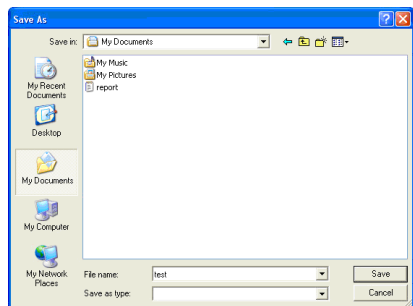 Save As
Save in: My Documents
My Recent
Documents
Desktop
My Documents
My Computer
My Network
Places
My Music
My Pictures
report
File name: test Save
Save as type: Cancel